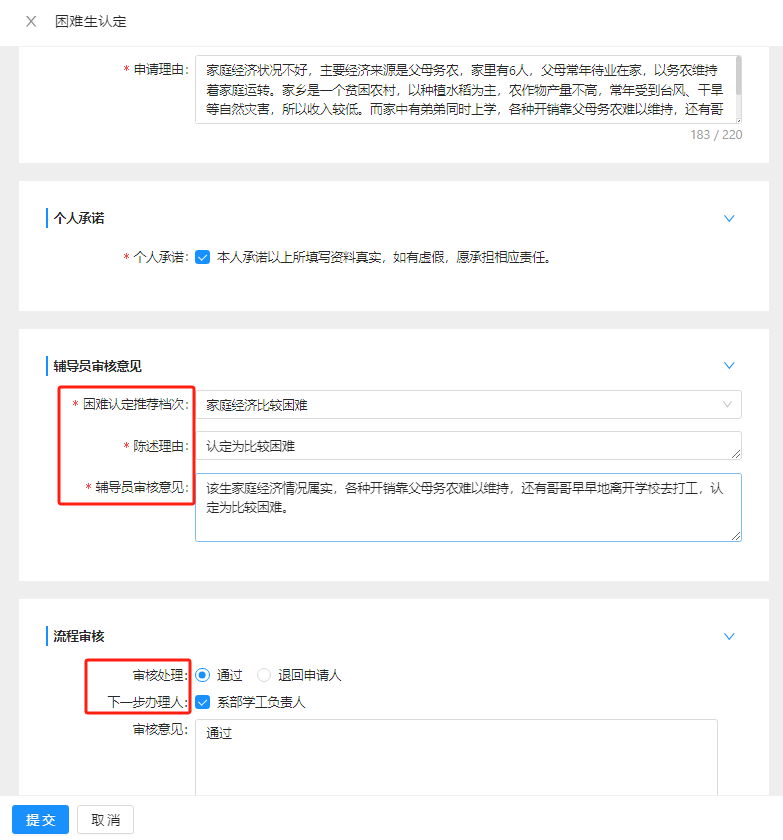 困难生认定
* 申请理由: 家庭经济状况不好，主要经济来源是父母务农，家里有6人，父母常年待业在家，以务农维持
着家庭运转。家乡是一个贫困农村，以种植水稻为主，农作物产量不高，常年受到台风、干旱
等自然灾害，所以收入较低。而家中有弟弟同时上学，各种开销靠父母务农难以维持，还有哥
183 / 220
个人承诺
* 个人承诺: 本人承诺以上所填写资料真实，如有虚假，愿承担相应责任。
辅导员审核意见
* 困难认定推荐档次: 家庭经济比较困难
* 陈述理由: 认定为比较困难
* 辅导员审核意见: 该生家庭经济情况属实，各种开销靠父母务农难以维持，还有哥哥早早地离开学校去打工，认
定为比较困难。
流程审核
审核处理: 通过 退回申请人
下一步办理人: 系部学工负责人
审核意见: 通过
提 交 取 消